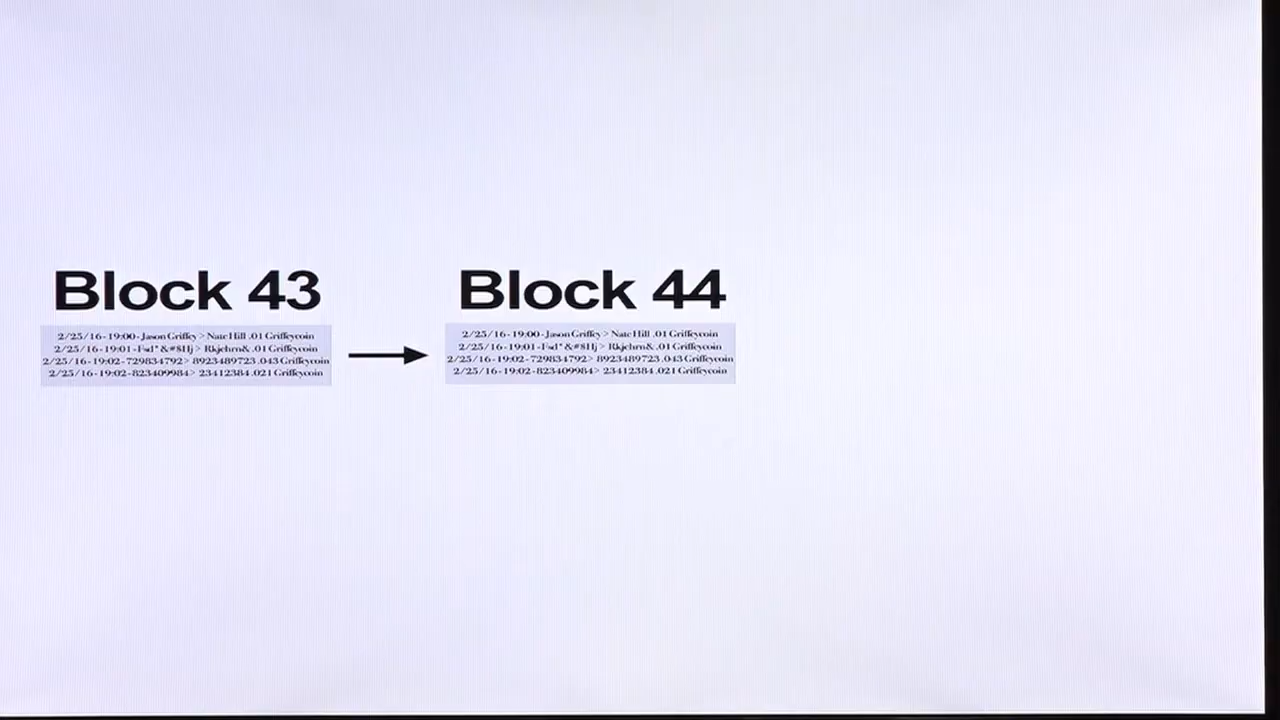 Block 43
2/25/16 - 19:00 - Jason Griffey > Nate Hill .01 Griffeycoin
2/25/16 - 19:01 - Fsd*&#$Hj > Rkjehrn& .01 Griffeycoin
2/25/16 - 19:02 - 729834792> 8923489723 .043 Griffeycoin
2/25/16 - 19:02 - 823409984> 23412384 .021 Griffeycoin
Block 44
2/25/16 - 19:00 - Jason Griffey > Nate Hill .01 Griffeycoin
2/25/16 - 19:01 - Fsd*&#$Hj > Rkjehrn& .01 Griffeycoin
2/25/16 - 19:02 - 729834792> 8923489723 .043 Griffeycoin
2/25/16 - 19:02 - 823409984> 23412384 .021 Griffeycoin